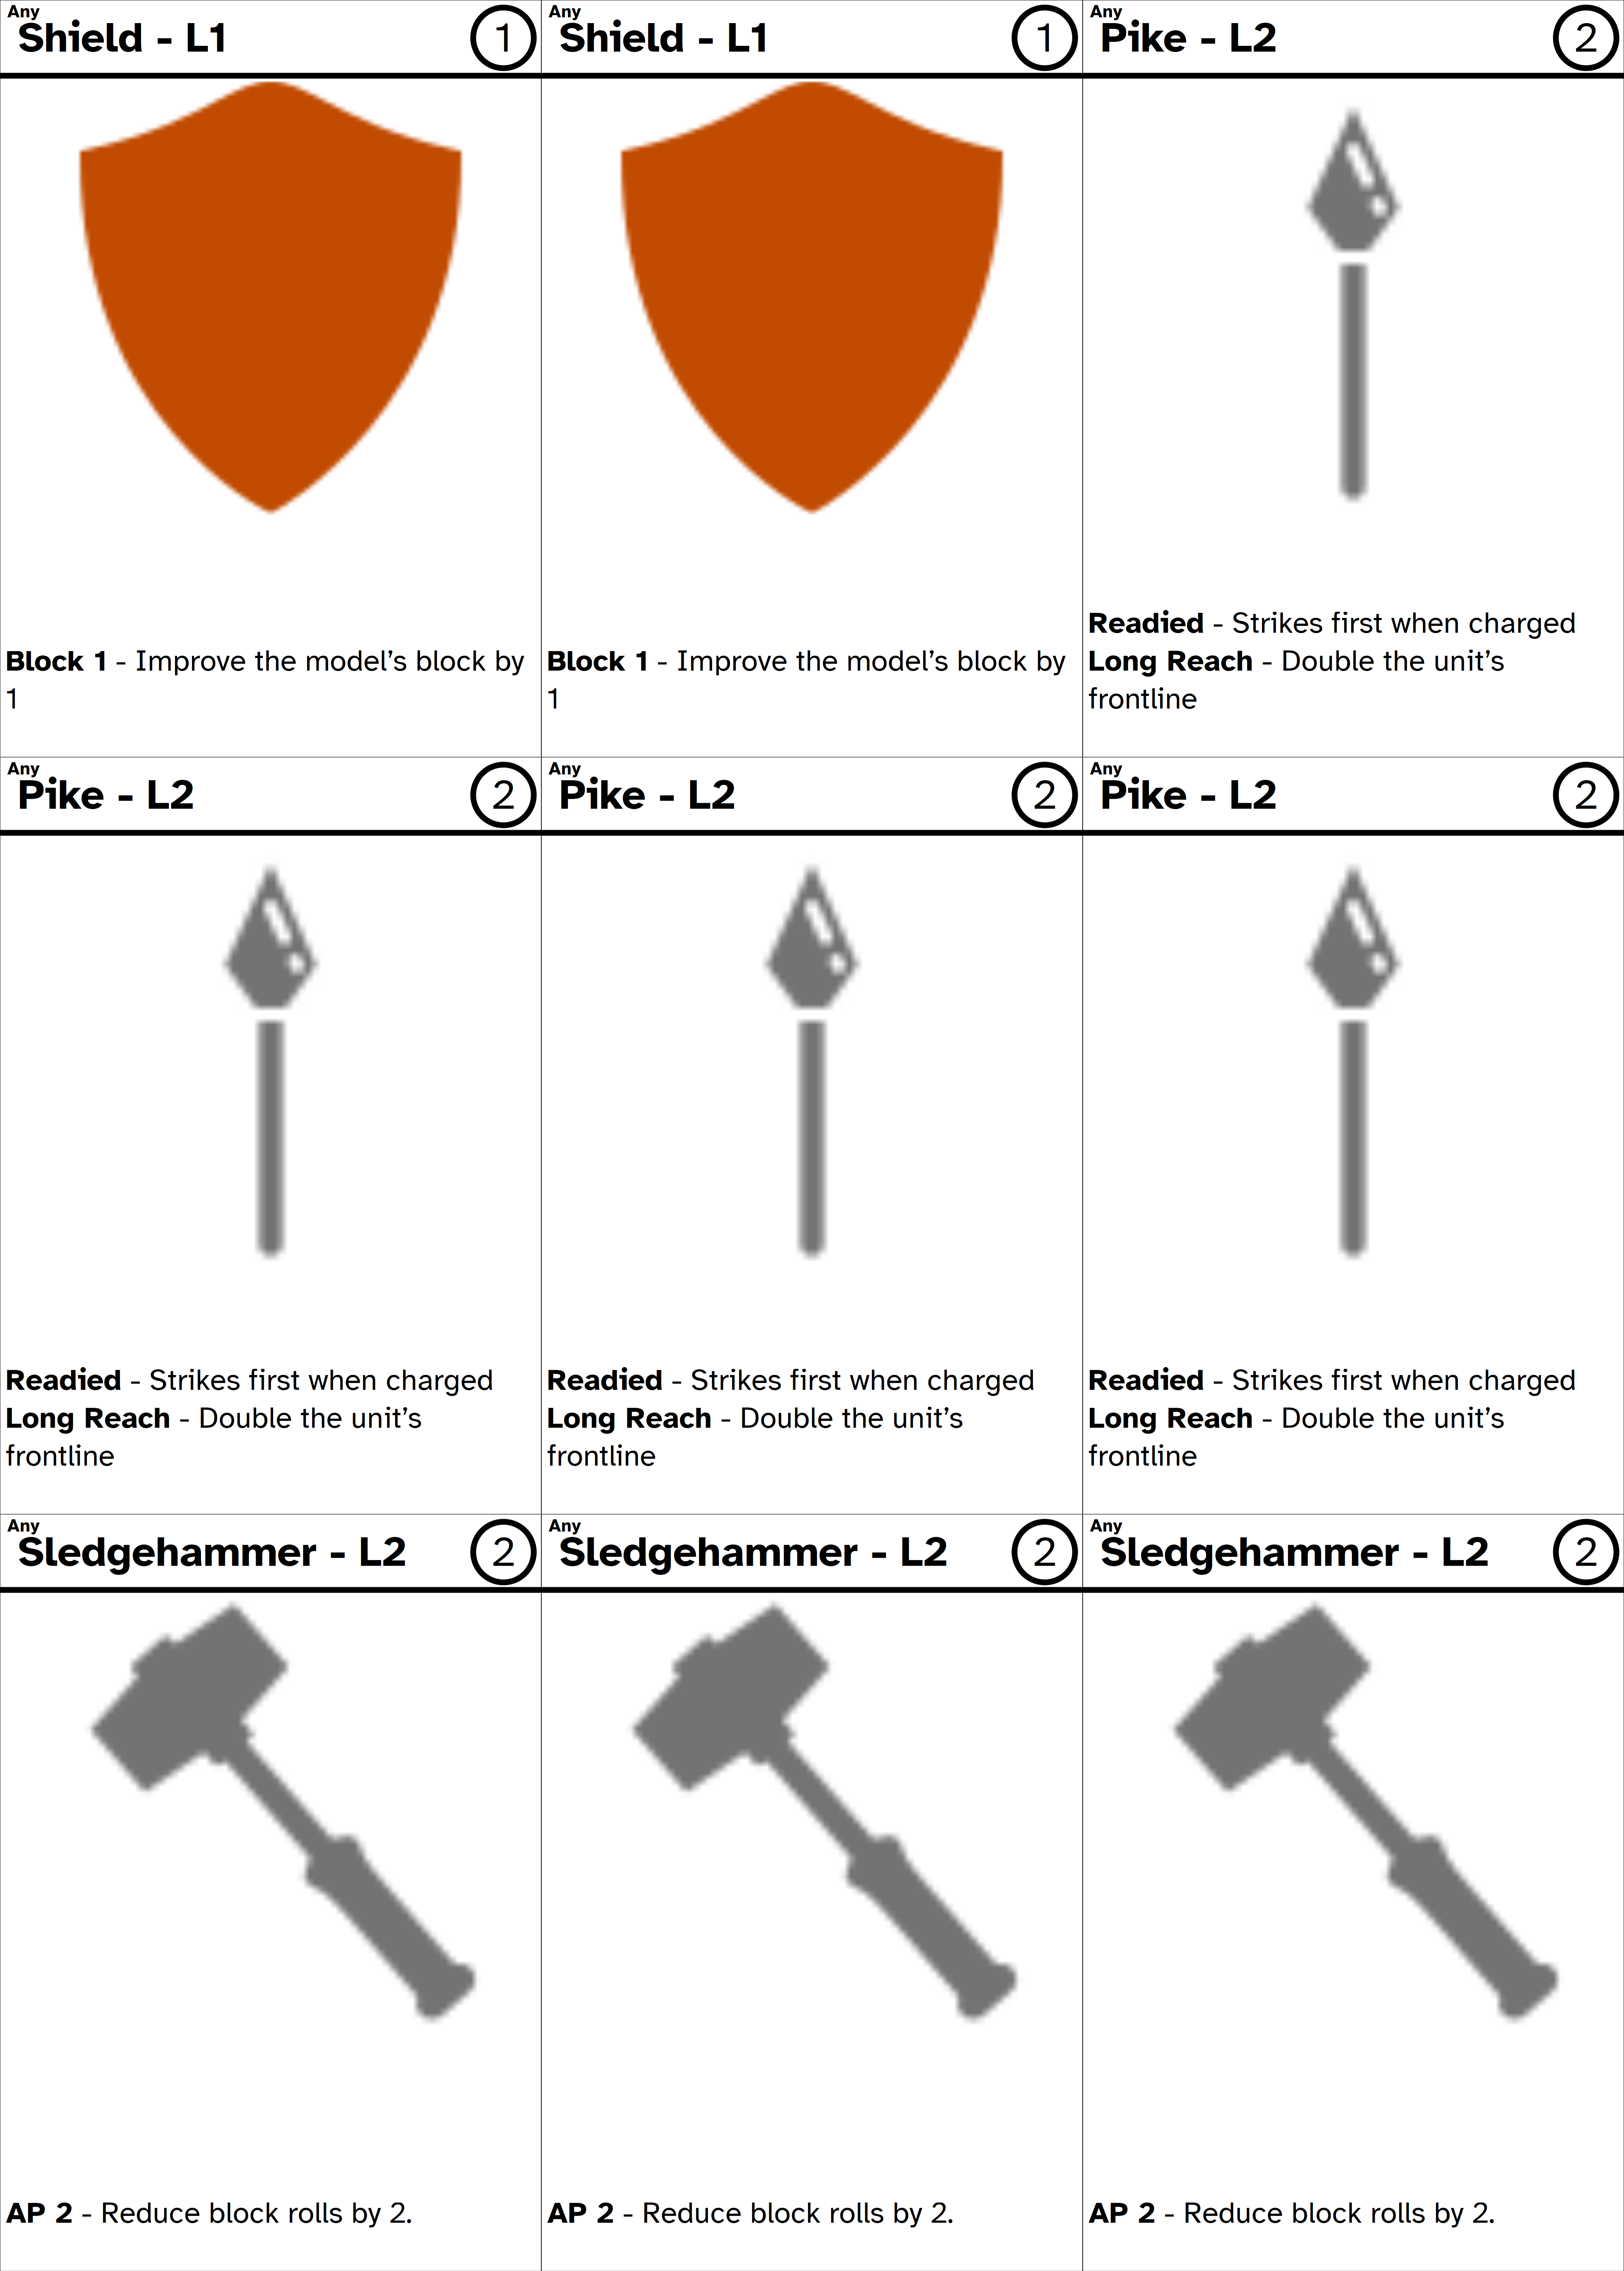 Any
Shield - L1
1
Block 1 - Improve the model’s block by
1
Any
Shield - L1
1
Block 1 - Improve the model’s block by
1
Any
Pike - L2
2
Readied - Strikes first when charged
Long Reach - Double the unit’s
frontline
Any
Pike - L2
2
Readied - Strikes first when charged
Long Reach - Double the unit’s
frontline
Any
Pike - L2
2
Readied - Strikes first when charged
Long Reach - Double the unit’s
frontline
Any
Pike - L2
2
Readied - Strikes first when charged
Long Reach - Double the unit’s
frontline
Any
Sledgehammer - L2
2
AP 2 - Reduce block rolls by 2.
Any
Sledgehammer - L2
2
AP 2 - Reduce block rolls by 2.
Any
Sledgehammer - L2
2
AP 2 - Reduce block rolls by 2.